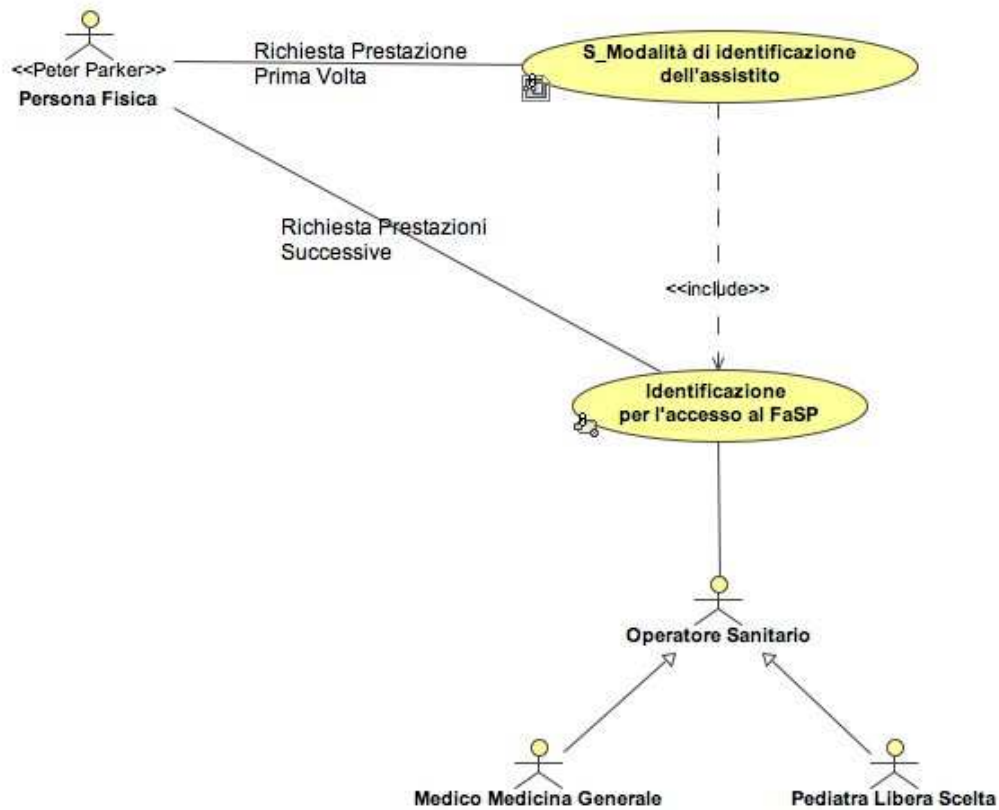 <<Peter Parker>>
Persona Fisica
Richiesta Prestazione
Prima Volta
S_Modalità di identificazione
dell'assistito
Richiesta Prestazioni
Successive
<<include>>
Identificazione
per l'accesso al FaSP
Operatore Sanitario
Medico Medicina Generale
Pediatra Libera Scelta